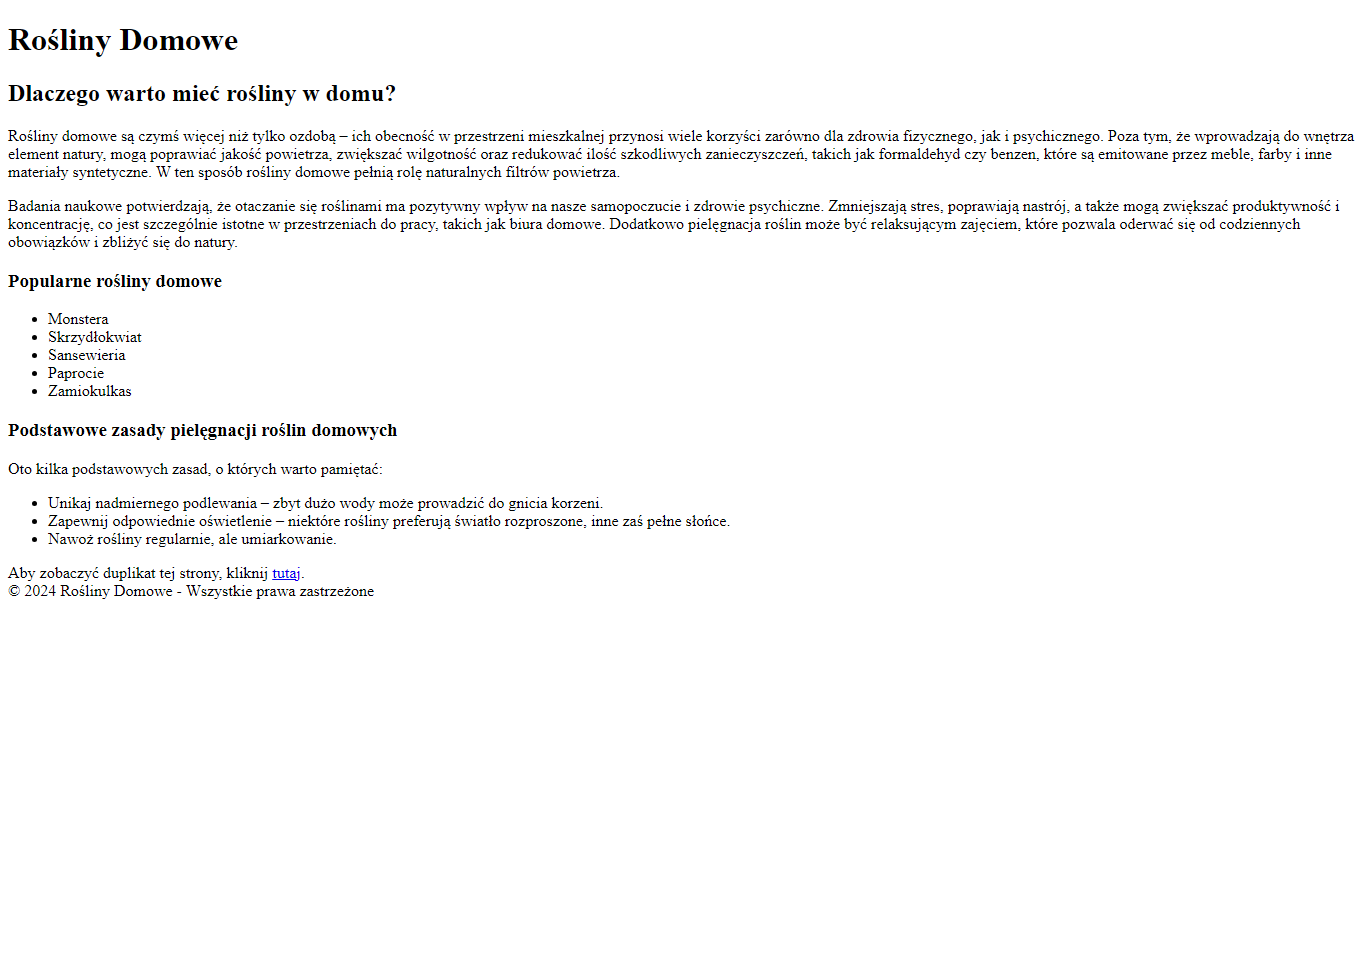 Rośliny Domowe
Dlaczego warto mieć rośliny w domu?
Rośliny domowe są czymś więcej niż tylko ozdobą – ich obecność w przestrzeni mieszkalnej przynosi wiele korzyści zarówno dla zdrowia fizycznego, jak i psychicznego. Poza tym, że wprowadzają do wnętrza
element natury, mogą poprawiać jakość powietrza, zwiększać wilgotność oraz redukować ilość szkodliwych zanieczyszczeń, takich jak formaldehyd czy benzen, które są emitowane przez meble, farby i inne
materiały syntetyczne. W ten sposób rośliny domowe pełnią rolę naturalnych filtrów powietrza.
Badania naukowe potwierdzają, że otaczanie się roślinami ma pozytywny wpływ na nasze samopoczucie i zdrowie psychiczne. Zmniejszają stres, poprawiają nastrój, a także mogą zwiększać produktywność i
koncentrację, co jest szczególnie istotne w przestrzeniach do pracy, takich jak biura domowe. Dodatkowo pielęgnacja roślin może być relaksującym zajęciem, które pozwala oderwać się od codziennych
obowiązków i zbliżyć się do natury.
Popularne rośliny domowe
• Monstera
• Skrzydłokwiat
• Sansewieria
• Paprocie
• Zamiokulkas
Podstawowe zasady pielęgnacji roślin domowych
Oto kilka podstawowych zasad, o których warto pamiętać:
• Unikaj nadmiernego podlewania – zbyt dużo wody może prowadzić do gnicia korzeni.
• Zapewnij odpowiednie oświetlenie – niektóre rośliny preferują światło rozproszone, inne zaś pełne słońce.
• Nawoź rośliny regularnie, ale umiarkowanie.
Aby zobaczyć duplikat tej strony, kliknij tutaj.
© 2024 Rośliny Domowe - Wszystkie prawa zastrzeżone